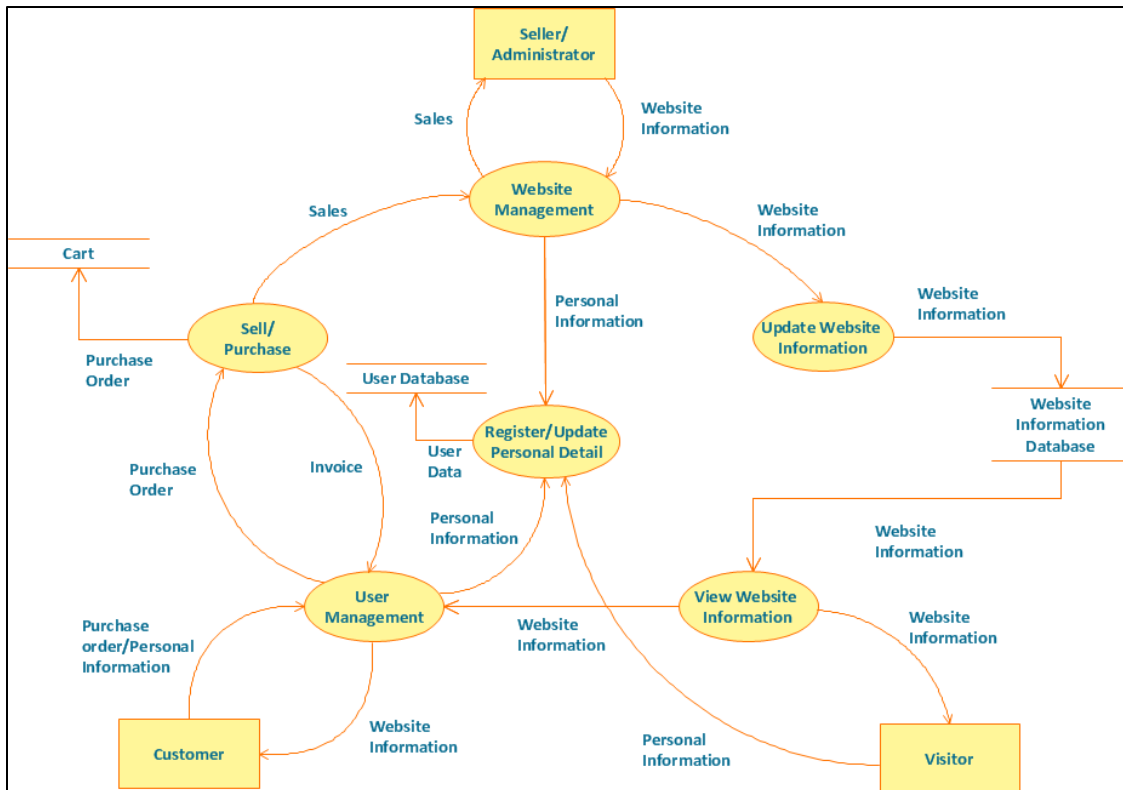 Seller/
Administrator
Sales
Website
Information
Website
Management
Sales
Website
Information
Cart
Personal
Information
Website
Information
Sell/
Purchase
Update Website
Information
Purchase
Order
User Database
Website
Information
Database
Register/Update
Personal Detail
User
Data
Purchase
Order
Invoice
Personal
Information
Website
Information
User
Management
View Website
Information
Website
Information
Website
Information
Purchase
order/Personal
Information
Website
Information
Personal
Information
Customer
Visitor